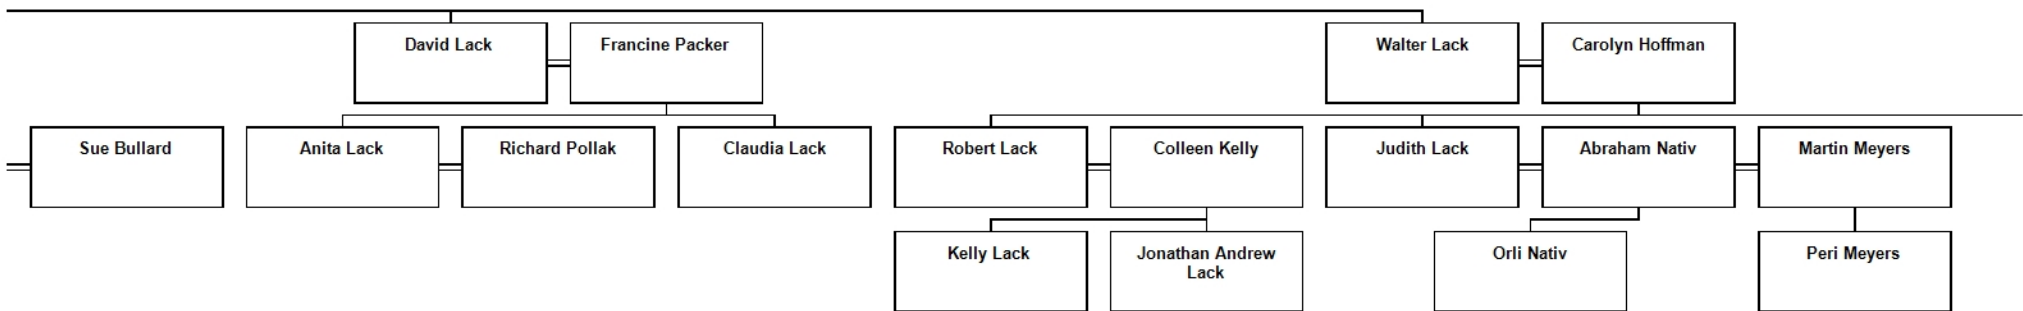 David Lack
Francine Packer
Walter Lack
Carolyn Hoffman
Sue Bullard
Anita Lack
Richard Pollak
Claudia Lack
Robert Lack
Colleen Kelly
Judith Lack
Abraham Nativ
Martin Meyers
Kelly Lack
Jonathan Andrew
Lack
Orli Nativ
Peri Meyers